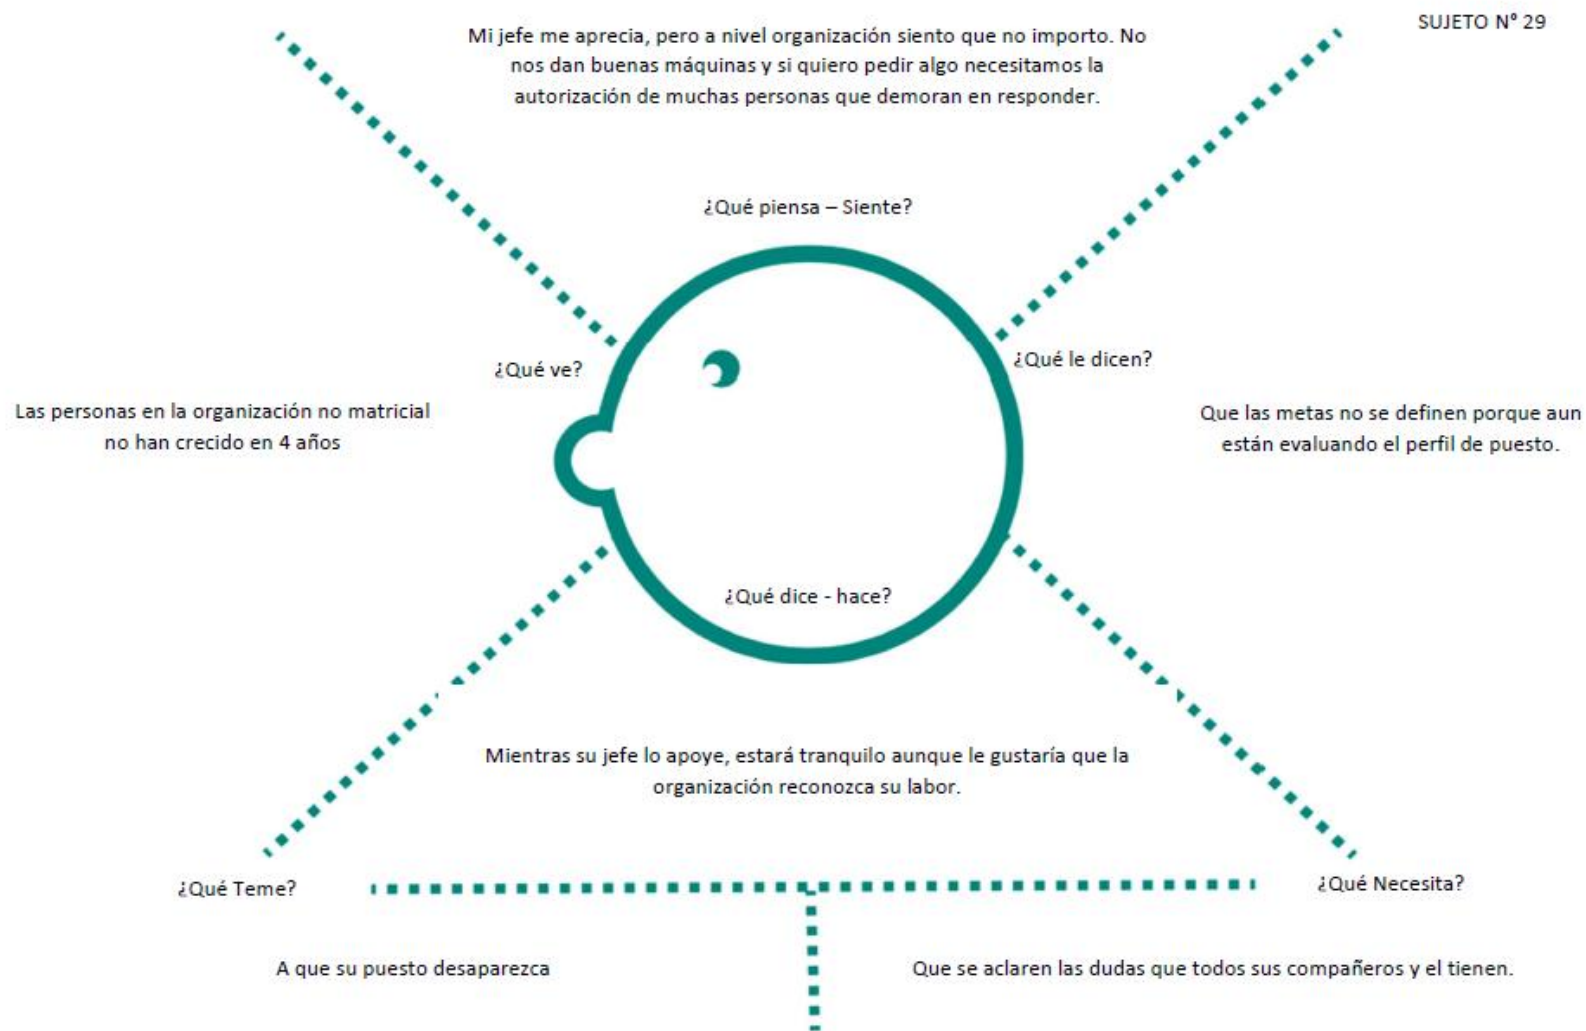 SUJETO N° 29
Mi jefe me aprecia, pero a nivel organización siento que no importo. No
nos dan buenas máquinas y si quiero pedir algo necesitamos la
autorización de muchas personas que demoran en responder.
¿Qué piensa – Siente?
¿Qué ve?
Las personas en la organización no matricial
no han crecido en 4 años
¿Qué le dicen?
Que las metas no se definen porque aun
están evaluando el perfil de puesto.
¿Qué dice - hace?
Mientras su jefe lo apoye, estará tranquilo aunque le gustaría que la
organización reconozca su labor.
¿Qué Teme?
A que su puesto desaparezca
¿Qué Necesita?
Que se aclaren las dudas que todos sus compañeros y el tienen.